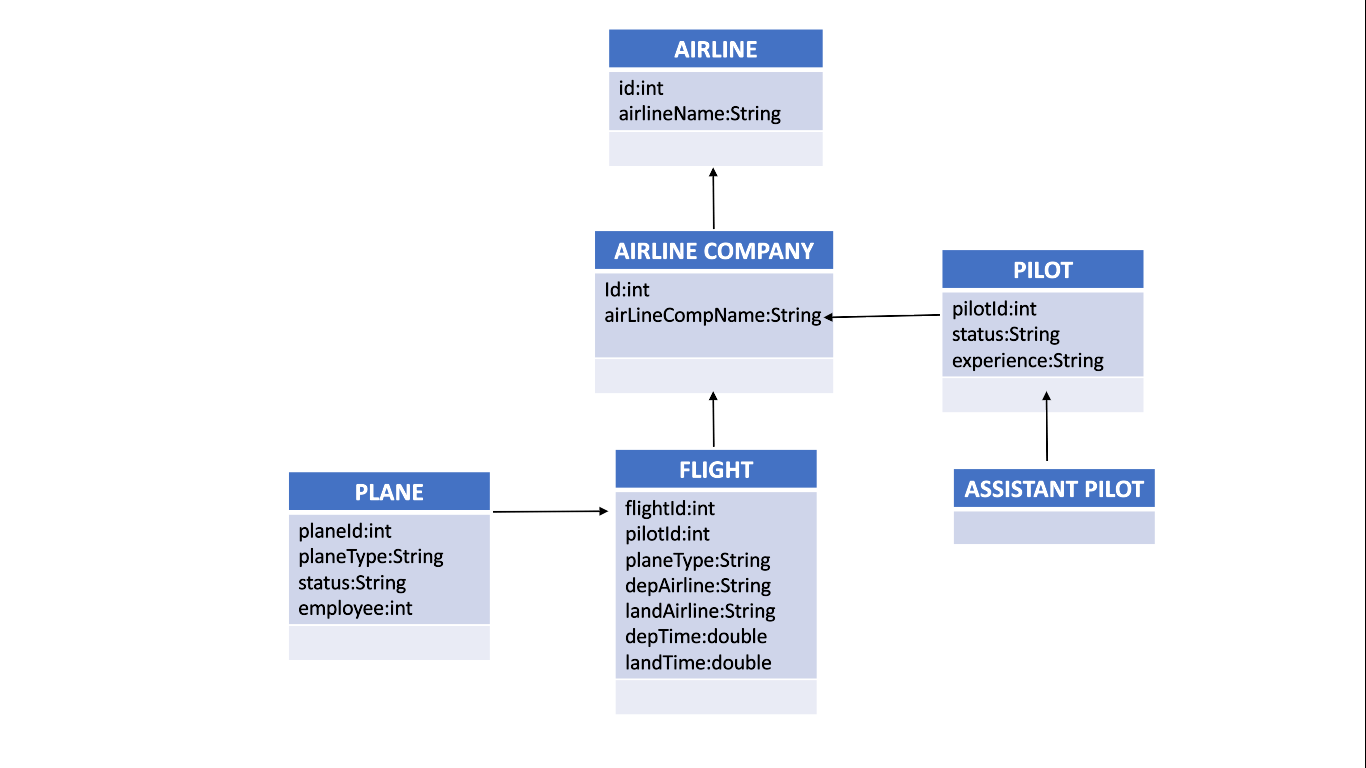 AIRLINE
id:int
airlineName:String
AIRLINE COMPANY
Id:int
airLineCompName:String
PILOT
pilotId:int
status:String
experience:String
ASSISTANT PILOT
PLANE
planeId:int
planeType:String
status:String
employee:int
FLIGHT
flightId:int
pilotId:int
planeType:String
depAirline:String
landAirline:String
depTime:double
landTime:double